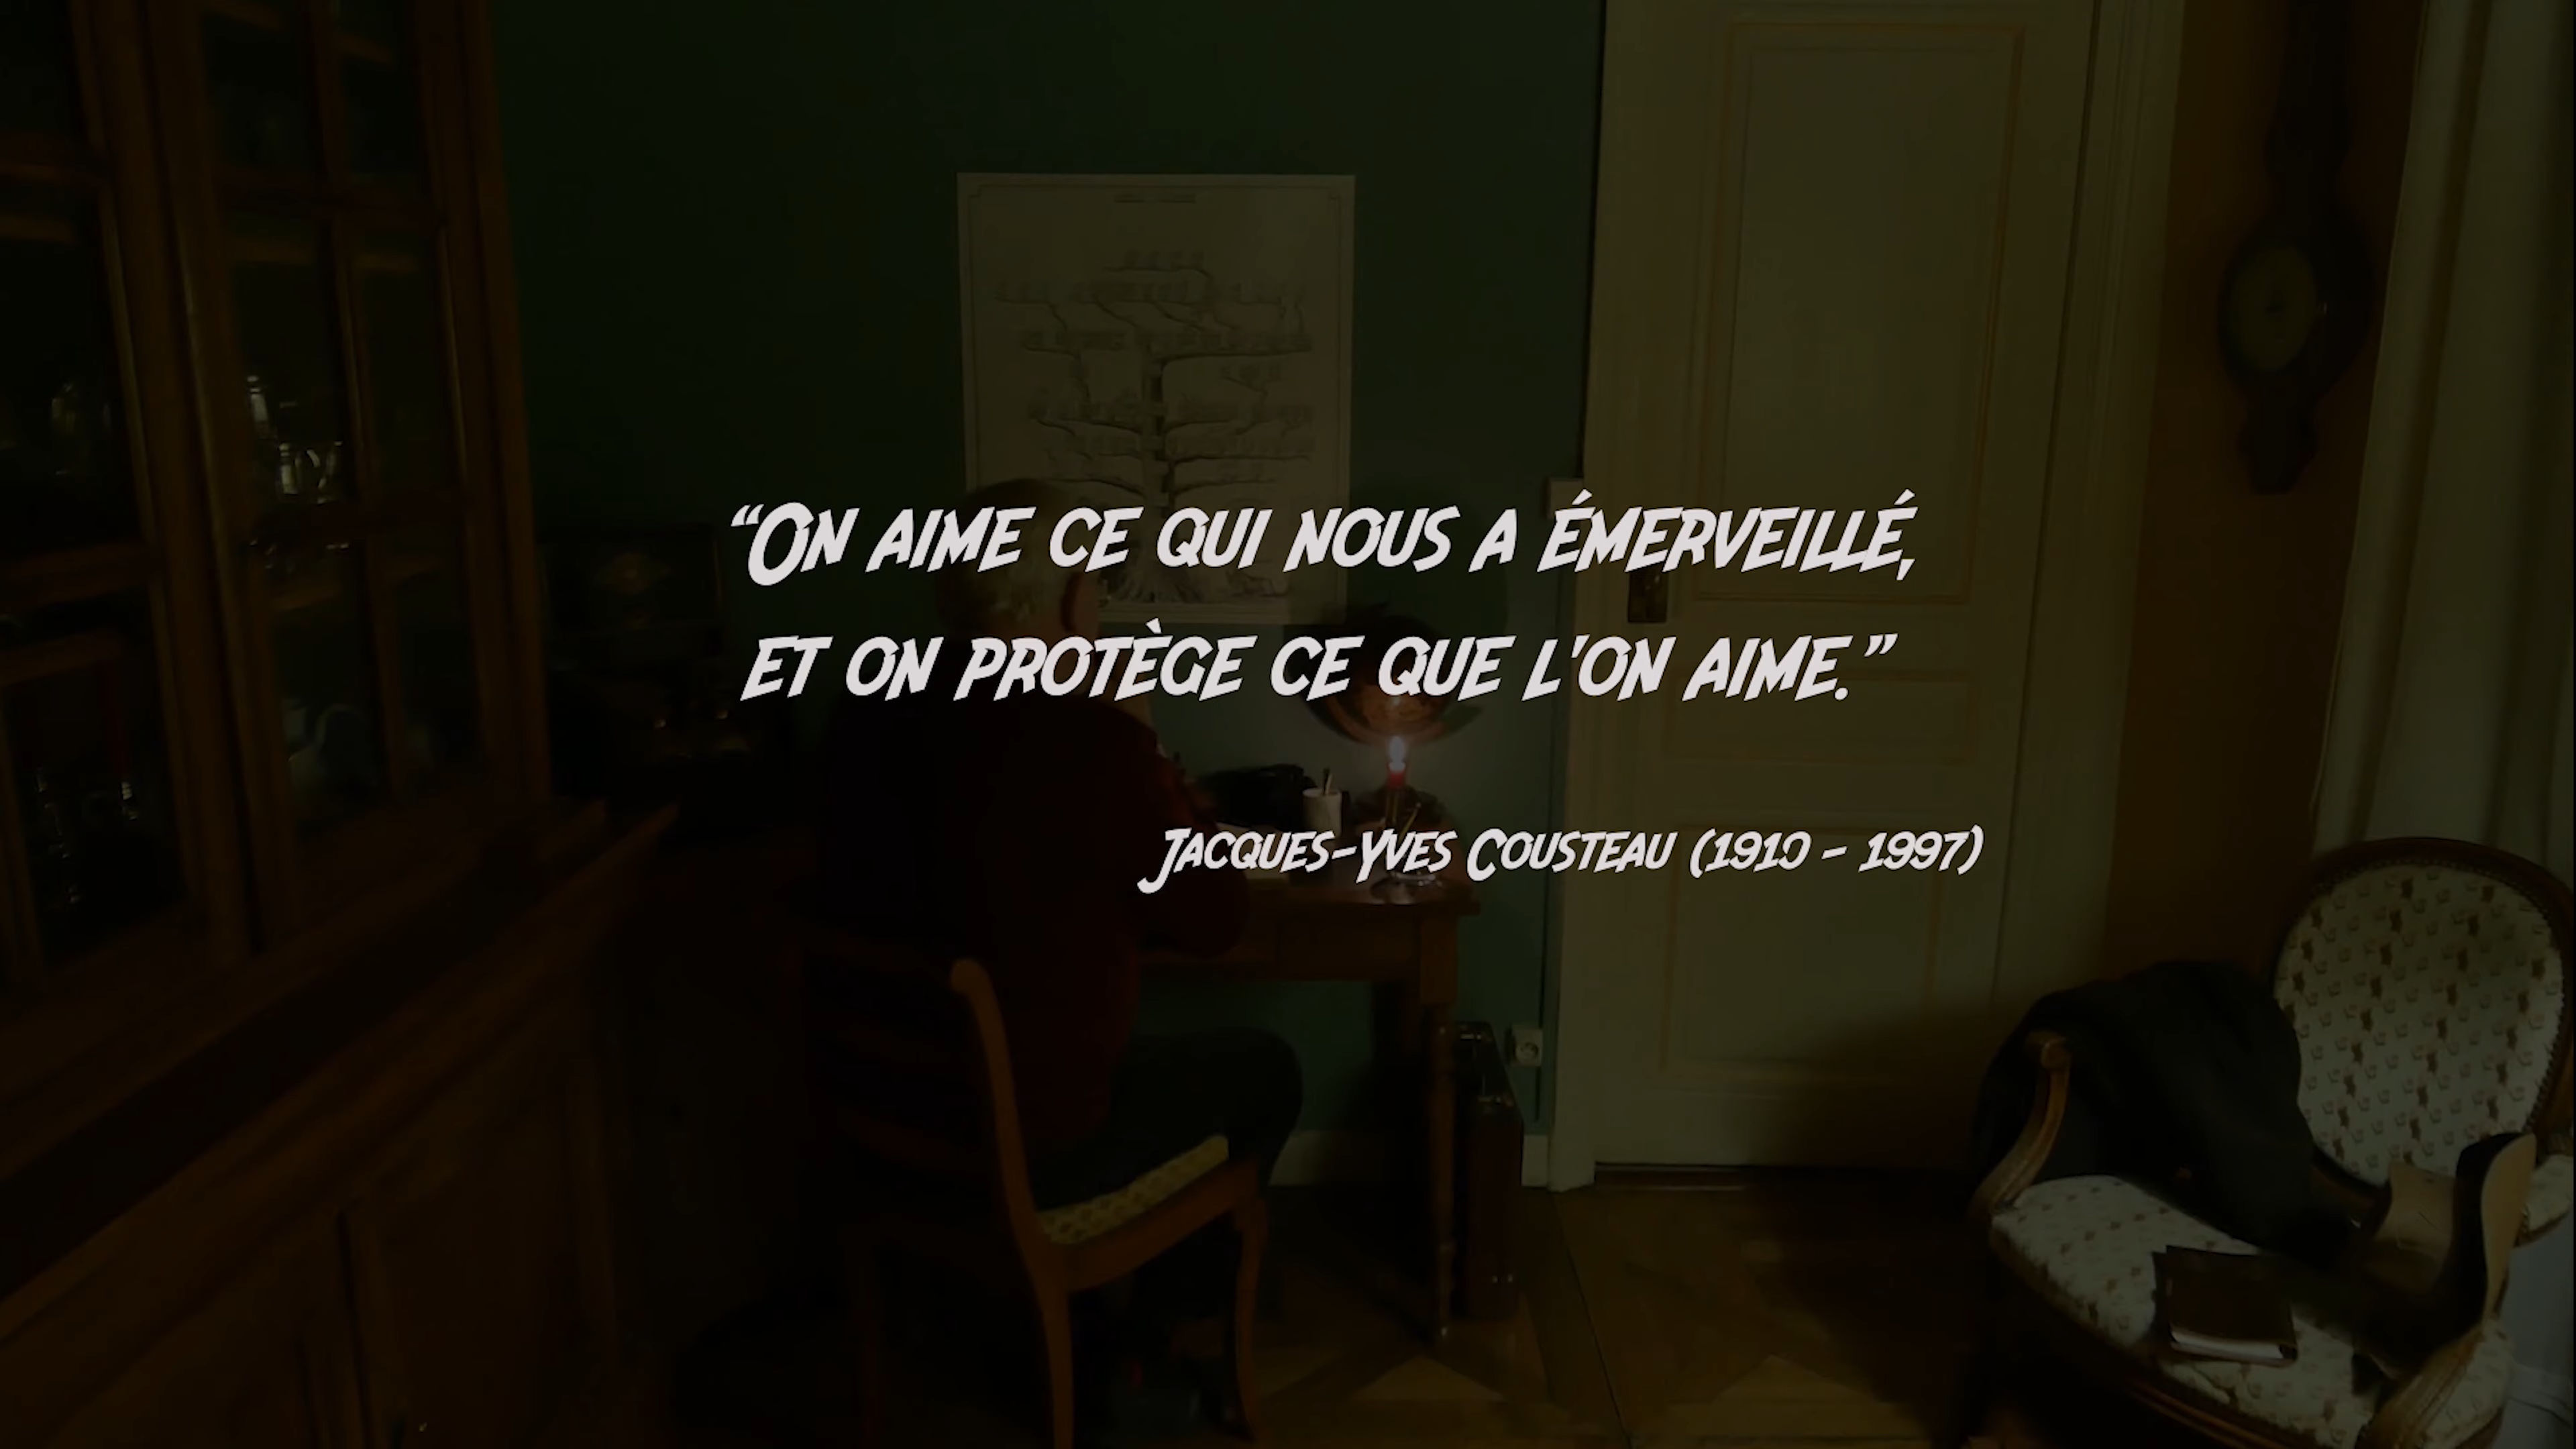 “On aime ce qui nous a émerveillé,
et on protège ce que l'on aime.”
Jacques-Yves Cousteau (1910 - 1997)